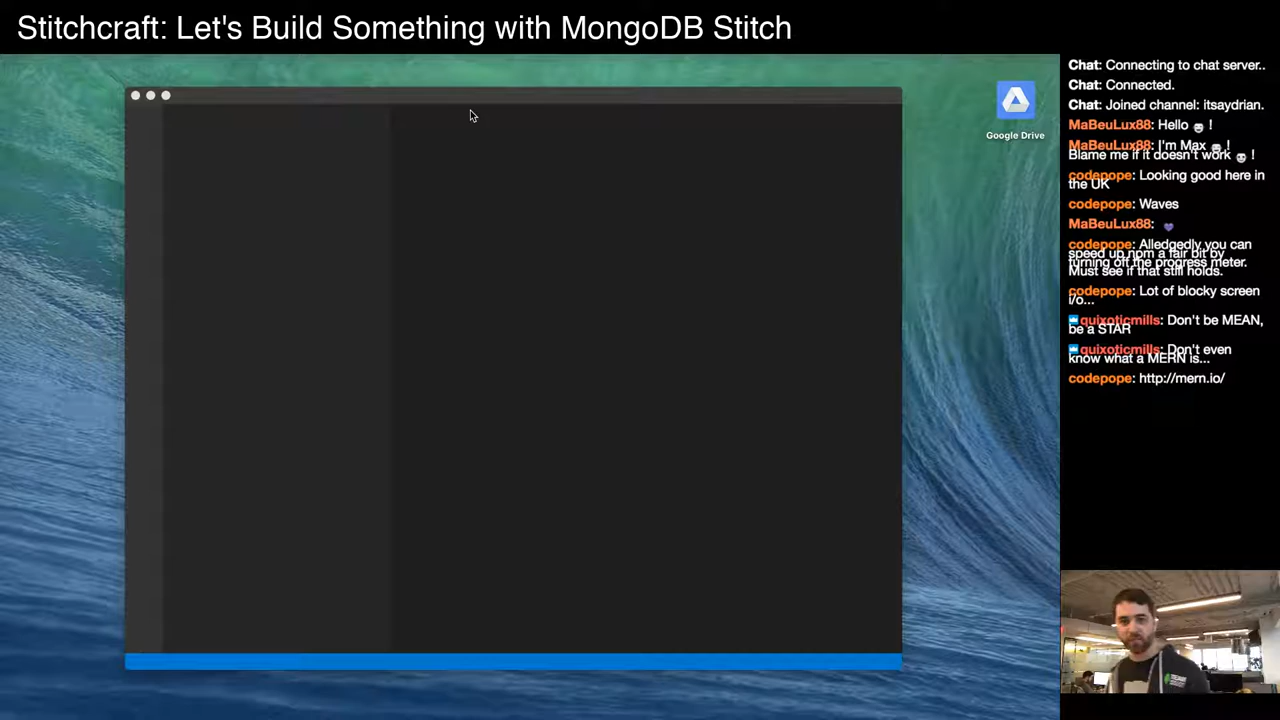 Stitchcraft: Let's Build Something with MongoDB Stitch
Google Drive
Chat: Connecting to chat server..
Chat: Connected.
Chat: Joined channel: itsaydrian.
MaBeuLux88: Hello !
MaBeuLux88: I'm Max !
Blame me if it doesn't work !
codepope: Looking good here in
the UK
codepope: Waves
MaBeuLux88:
codepope: Alledgedly you can
speed up npm a fair bit by
turning off the progress meter.
Must see if that still holds.
codepope: Lot of blocky screen
i/o...
quixoticmills: Don't be MEAN,
be a STAR
quixoticmills: Don't even
know what a MERN is...
codepope: http://mern.io/